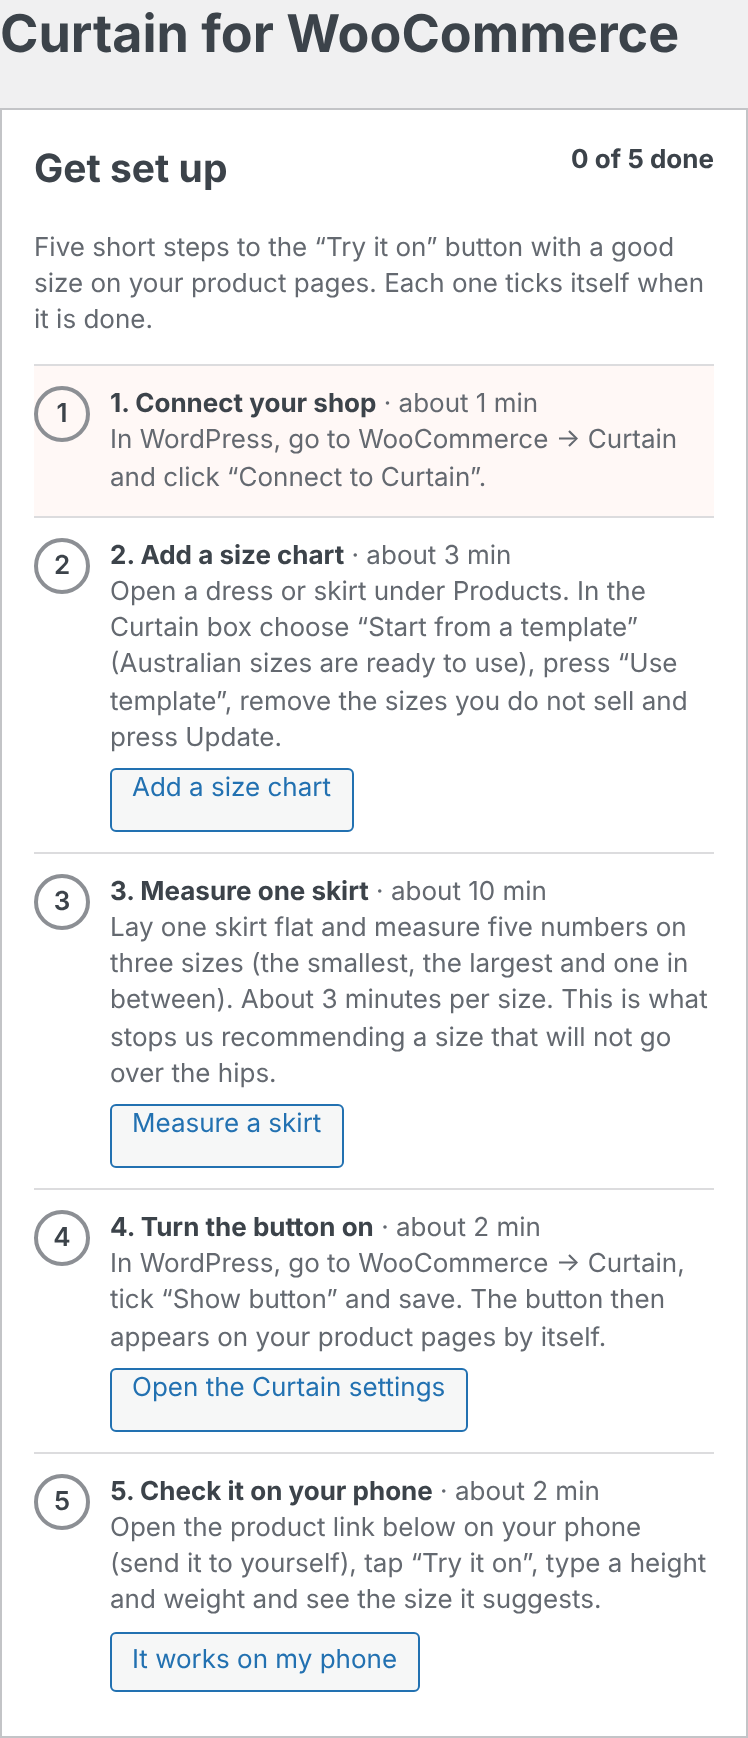 Curtain for WooCommerce
Get set up
0 of 5 done
Five short steps to the “Try it on” button with a good
size on your product pages. Each one ticks itself when
it is done.
1
1. Connect your shop · about 1 min
In WordPress, go to WooCommerce → Curtain
and click “Connect to Curtain”.
2
2. Add a size chart · about 3 min
Open a dress or skirt under Products. In the
Curtain box choose “Start from a template”
(Australian sizes are ready to use), press “Use
template”, remove the sizes you do not sell and
press Update.
Add a size chart
3
3. Measure one skirt · about 10 min
Lay one skirt flat and measure five numbers on
three sizes (the smallest, the largest and one in
between). About 3 minutes per size. This is what
stops us recommending a size that will not go
over the hips.
Measure a skirt
4
4. Turn the button on · about 2 min
In WordPress, go to WooCommerce → Curtain,
tick “Show button” and save. The button then
appears on your product pages by itself.
Open the Curtain settings
5
5. Check it on your phone · about 2 min
Open the product link below on your phone
(send it to yourself), tap “Try it on”, type a height
and weight and see the size it suggests.
It works on my phone